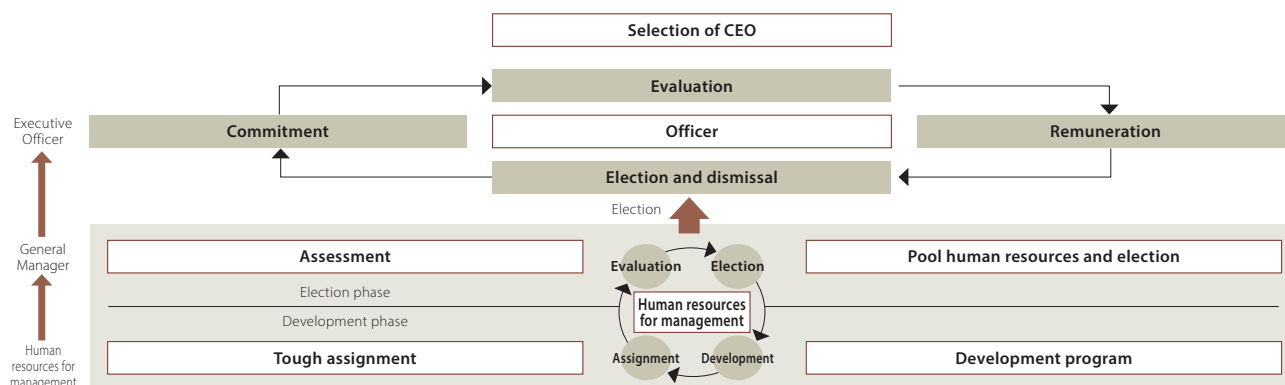 Selection of CEO
Evaluation
Executive
Officer
Commitment
Officer
Remuneration
Election and dismissal
Election
General
Manager
Assessment
Evaluation
Election
Pool human resources and election
Election phase
Human resources
for management
Development phase
Human
resources for
management
Tough assignment
Assignment
Development
Development program